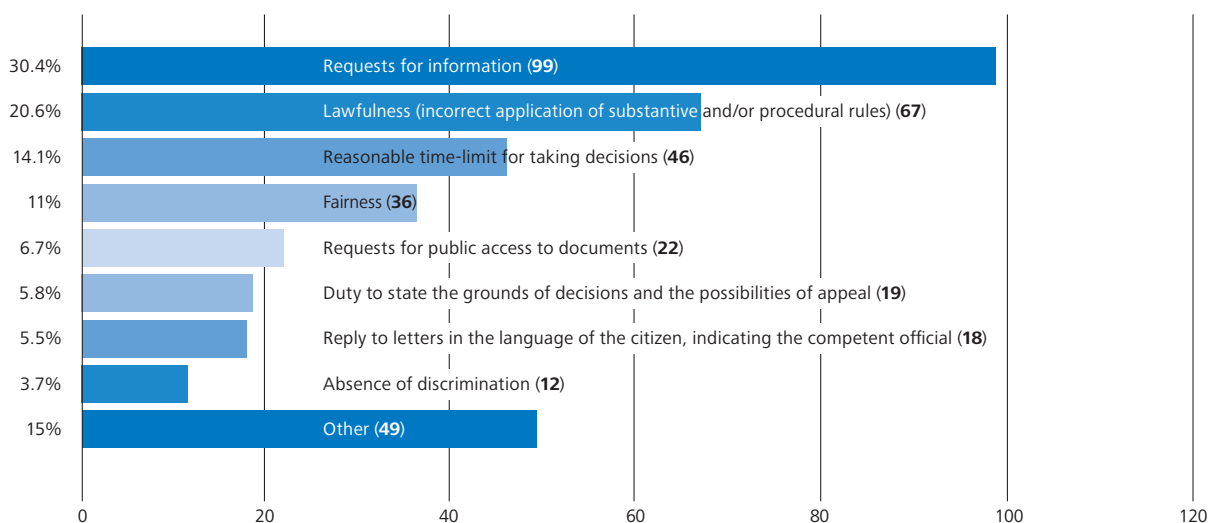 30.4% Requests for information (99)
20.6% Lawfulness (incorrect application of substantive and/or procedural rules) (67)
14.1% Reasonable time-limit for taking decisions (46)
11% Fairness (36)
6.7% Requests for public access to documents (22)
5.8% Duty to state the grounds of decisions and the possibilities of appeal (19)
5.5% Reply to letters in the language of the citizen, indicating the competent official (18)
3.7% Absence of discrimination (12)
15% Other (49)
0 20 40 60 80 100 120